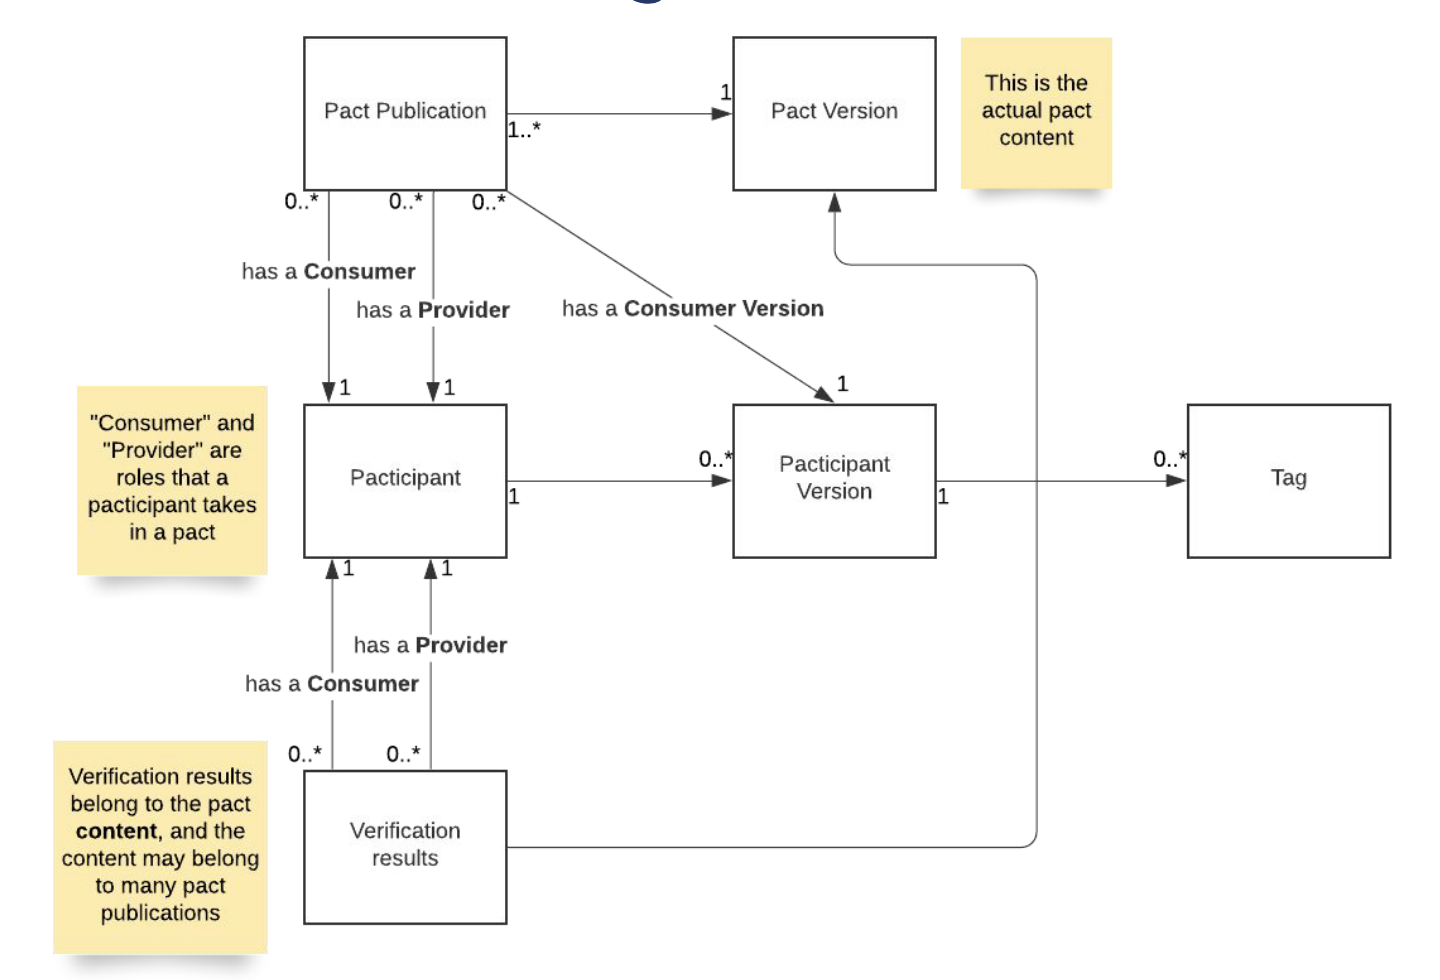 Pact Publication
1
1..*
Pact Version
This is the
actual pact
content
0..*
0..*
0..*
has a Consumer
has a Provider
has a Consumer Version
1
1
1
"Consumer" and
"Provider" are
roles that a
pacticipant takes
in a pact
Pacticipant
1
0..*
Pacticipant
Version
1
0..*
Tag
1
1
has a Provider
has a Consumer
0..*
0..*
Verification results
belong to the pact
content, and the
content may belong
to many pact
publications
Verification
results